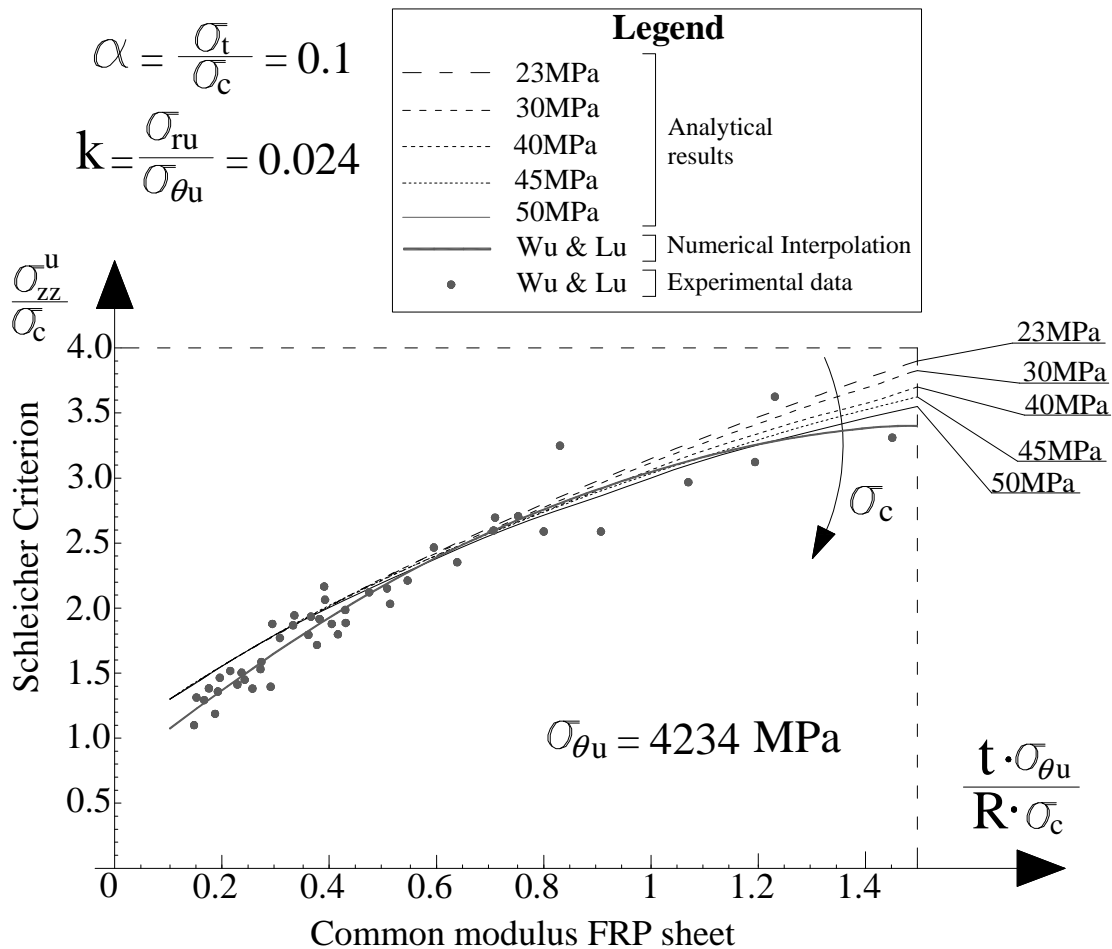 α = σt / σc = 0.1
k = σru / σθu = 0.024
Legend
23MPa
30MPa
40MPa
45MPa
50MPa
Analytical
results
Wu & Lu
Numerical Interpolation
Wu & Lu
Experimental data
σzz^u / σc
Schleicher Criterion
4.0
3.5
3.0
2.5
2.0
1.5
1.0
0.5
23MPa
30MPa
40MPa
45MPa
50MPa
σc
σθu = 4234 MPa
t·σθu / R·σc
0
0.2
0.4
0.6
0.8
1
1.2
1.4
Common modulus FRP sheet